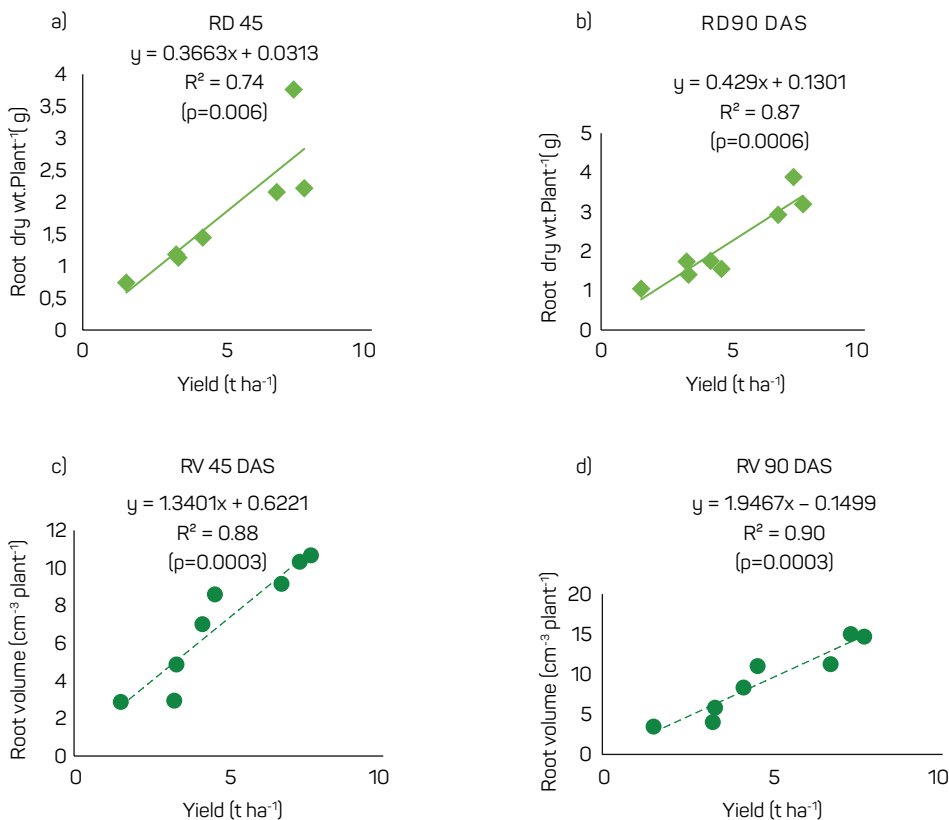 a)
RD 45
y = 0.3663x + 0.0313
R² = 0.74
(p=0.006)
Root dry wt.Plant⁻¹( g)
4
3,5
3
2,5
2
1,5
1
0,5
0
0
5
10
Yield (t ha⁻¹)
b)
RD90 DAS
y = 0.429x + 0.1301
R² = 0.87
(p=0.0006)
Root dry wt.Plant⁻¹( g)
5
4
3
2
1
0
0
5
10
Yield (t ha⁻¹)
c)
RV 45 DAS
y = 1.3401x + 0.6221
R² = 0.88
(p=0.0003)
Root volume (cm⁻³ plant⁻¹)
12
10
8
6
4
2
0
0
5
10
Yield (t ha⁻¹)
d)
RV 90 DAS
y = 1.9467x – 0.1499
R² = 0.90
(p=0.0003)
Root volume (cm⁻³ plant⁻¹)
20
15
10
5
0
0
5
10
Yield (t ha⁻¹)